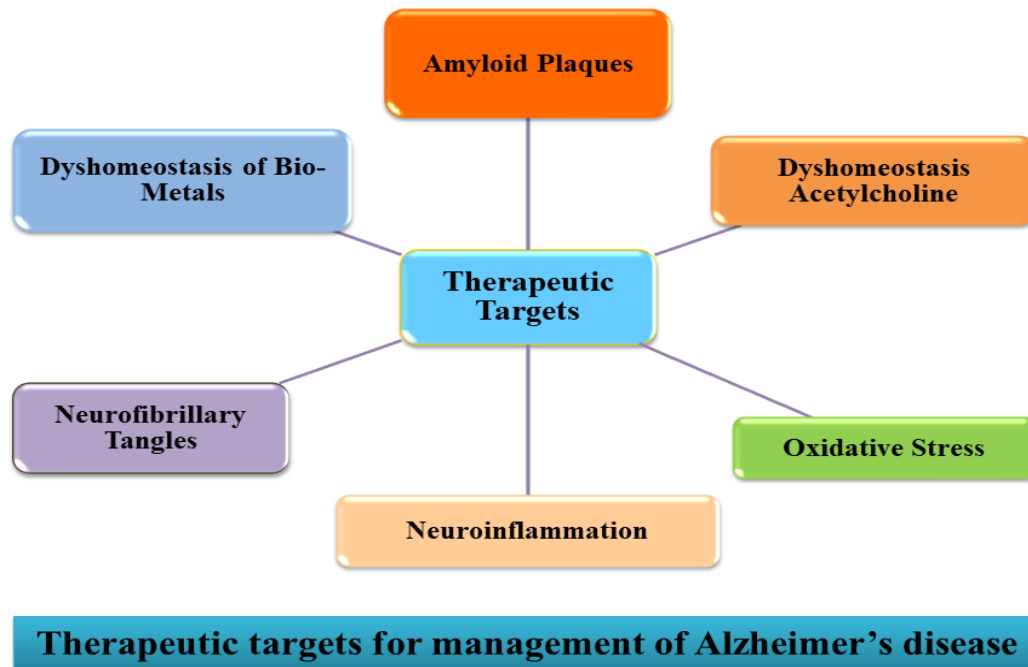 Amyloid Plaques
Dyshomeostasis of Bio-
Metals
Dyshomeostasis
Acetylcholine
Therapeutic
Targets
Neurofibrillary
Tangles
Oxidative Stress
Neuroinflammation
Therapeutic targets for management of Alzheimer’s disease